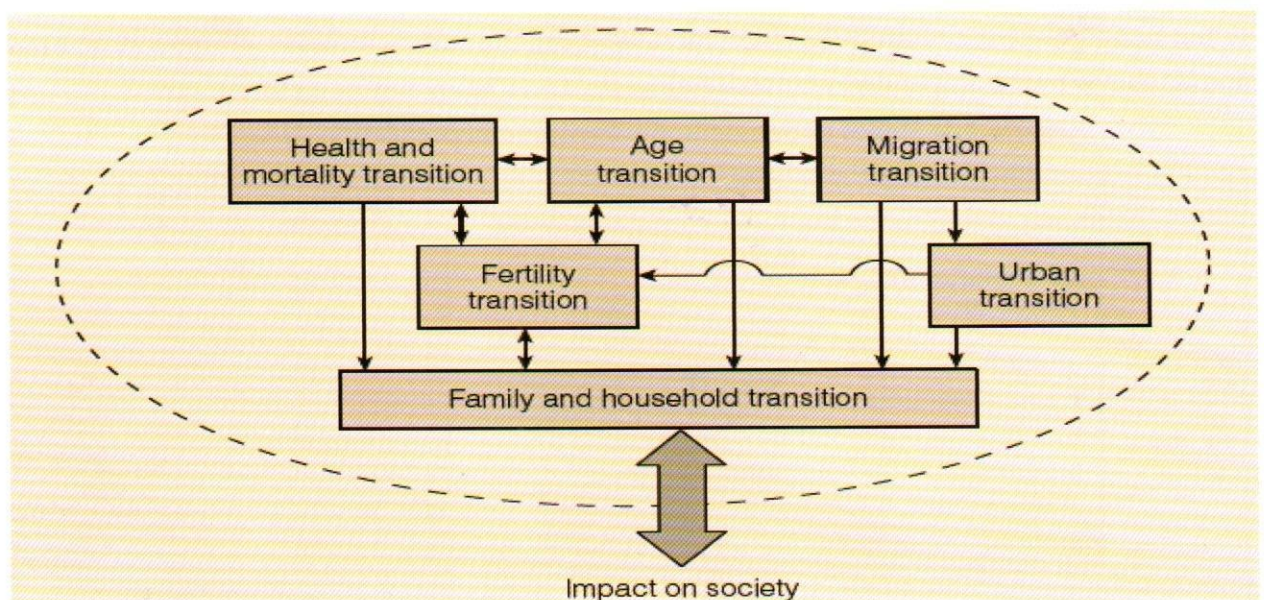 Health and
mortality transition
Age
transition
Migration
transition
Fertility
transition
Urban
transition
Family and household transition
Impact on society